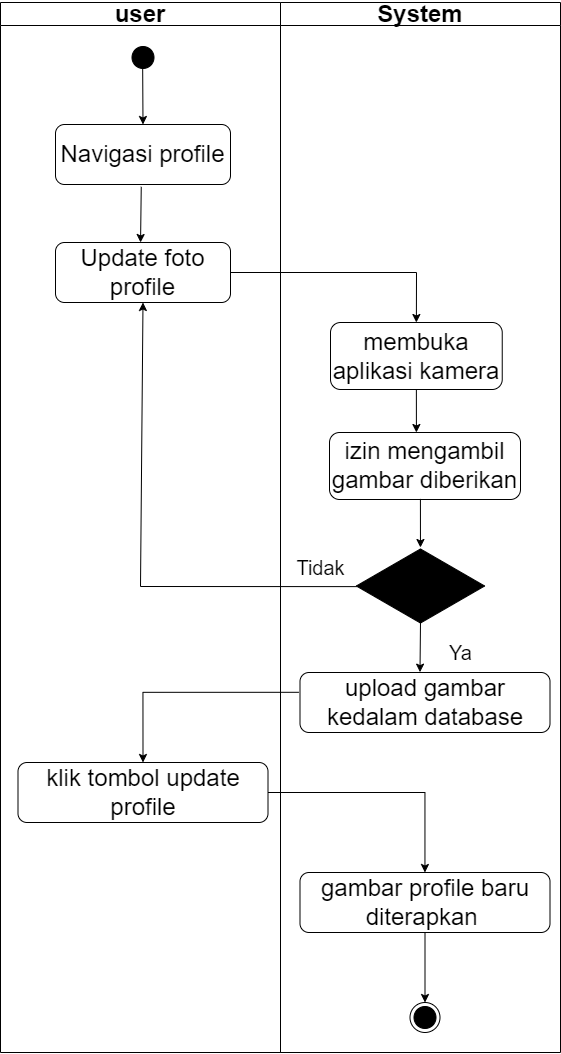 user
System
Navigasi profile
Update foto
profile
membuka
aplikasi kamera
izin mengambil
gambar diberikan
Tidak
Ya
upload gambar
kedalam database
klik tombol update
profile
gambar profile baru
diterapkan